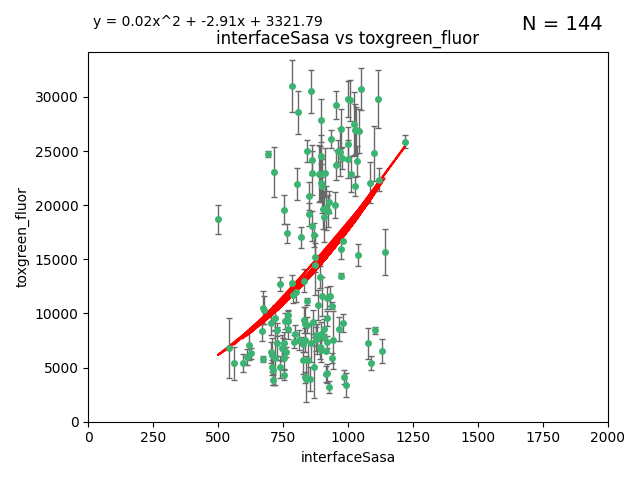 y = 0.02x^2 + -2.91x + 3321.79
N = 144
interfaceSasa vs toxgreen_fluor
toxgreen_fluor
30000
25000
20000
15000
10000
5000
0
0 250 500 750 1000 1250 1500 1750 2000
interfaceSasa